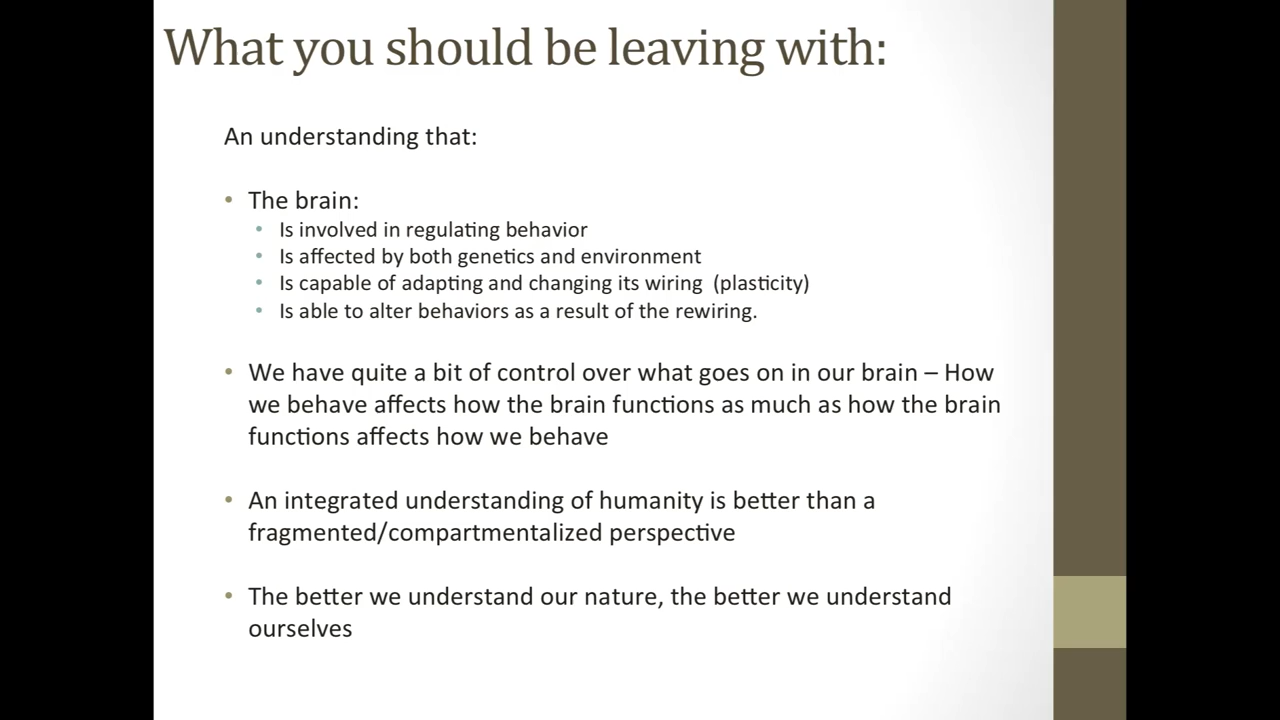 What you should be leaving with:
An understanding that:
• The brain:
• Is involved in regulating behavior
• Is affected by both genetics and environment
• Is capable of adapting and changing its wiring  (plasticity)
• Is able to alter behaviors as a result of the rewiring.
• We have quite a bit of control over what goes on in our brain – How
we behave affects how the brain functions as much as how the brain
functions affects how we behave
• An integrated understanding of humanity is better than a
fragmented/compartmentalized perspective
• The better we understand our nature, the better we understand
ourselves